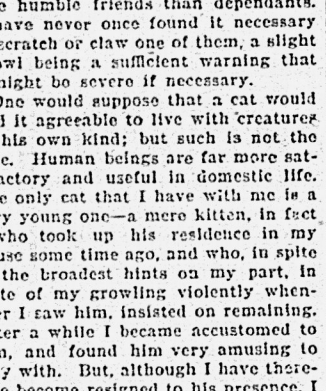 e humble friends than dependants.
have never once found it necessary
scratch or claw one of them, a slight
owl being a sufficient warning that
might be severe if necessary.
One would suppose that a cat would
d it agreeable to live with creatures
his own kind; but such is not the
e. Human beings are far more sat-
actory and useful in domestic life.
e only cat that I have with me is a
ry young one—a mere kitten, in fact
who took up his residence in my
use some time ago, and who, in spite
the broadest hints on my part, in
te of my growling violently when-
er I saw him, insisted on remaining.
ter a while I became accustomed to
n, and found him very amusing to
y with. But, although I have there-
e become resigned to his presence, I